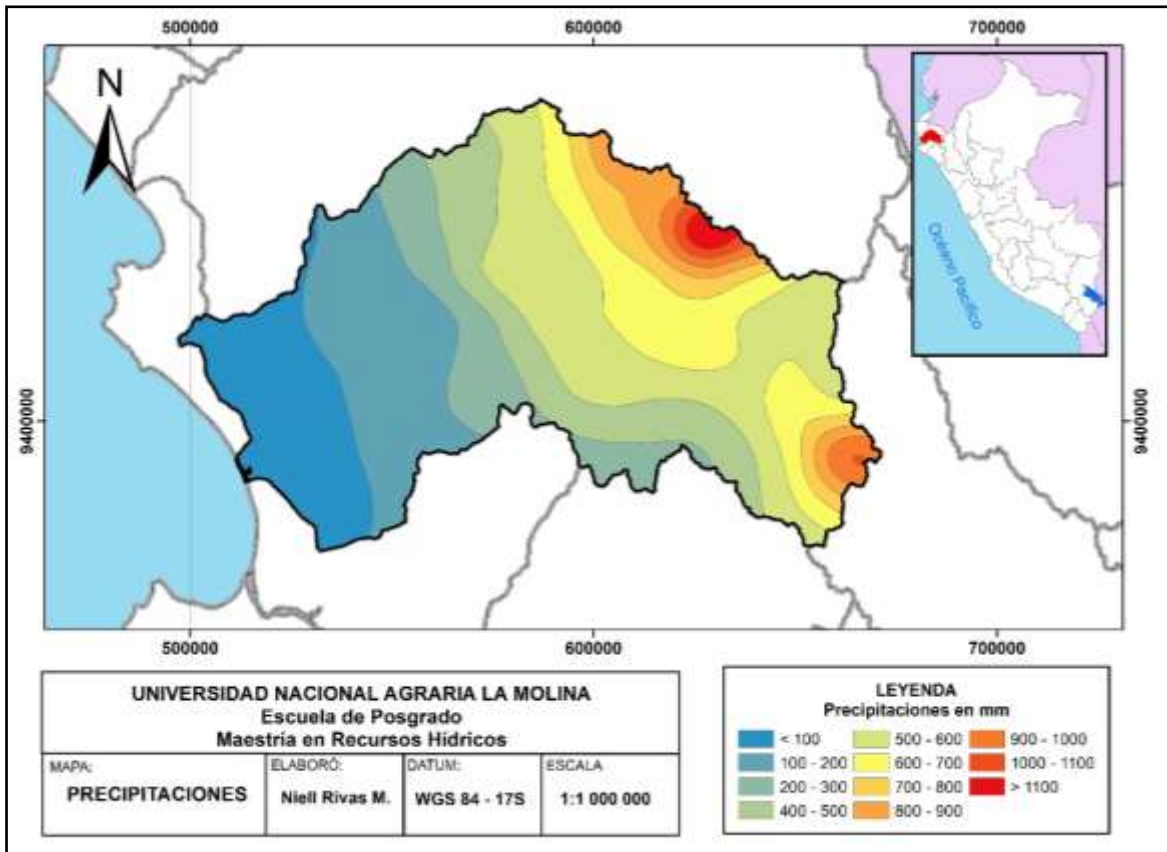 500000
600000
700000
N
Océano Pacífico
9400000
9400000
500000
600000
700000
UNIVERSIDAD NACIONAL AGRARIA LA MOLINA
Escuela de Posgrado
Maestría en Recursos Hídricos
MAPA:
PRECIPITACIONES
ELABORÓ:
Niell Rivas M.
DATUM:
WGS 84 - 17S
ESCALA
1:1 000 000
LEYENDA
Precipitaciones en mm
< 100
100 - 200
200 - 300
400 - 500
500 - 600
600 - 700
700 - 800
800 - 900
900 - 1000
1000 - 1100
> 1100